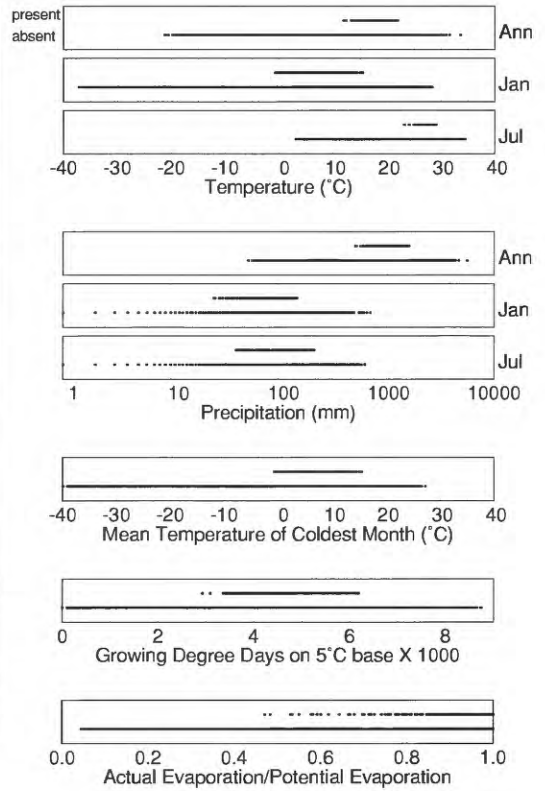 present
absent
Ann
Jan
Jul
-40 -30 -20 -10 0 10 20 30 40
Temperature (˚C)
Ann
Jan
Jul
1 10 100 1000 10000
Precipitation (mm)
-40 -30 -20 -10 0 10 20 30 40
Mean Temperature of Coldest Month (˚C)
0 2 4 6 8
Growing Degree Days on 5˚C base X 1000
0.0 0.2 0.4 0.6 0.8 1.0
Actual Evaporation/Potential Evaporation